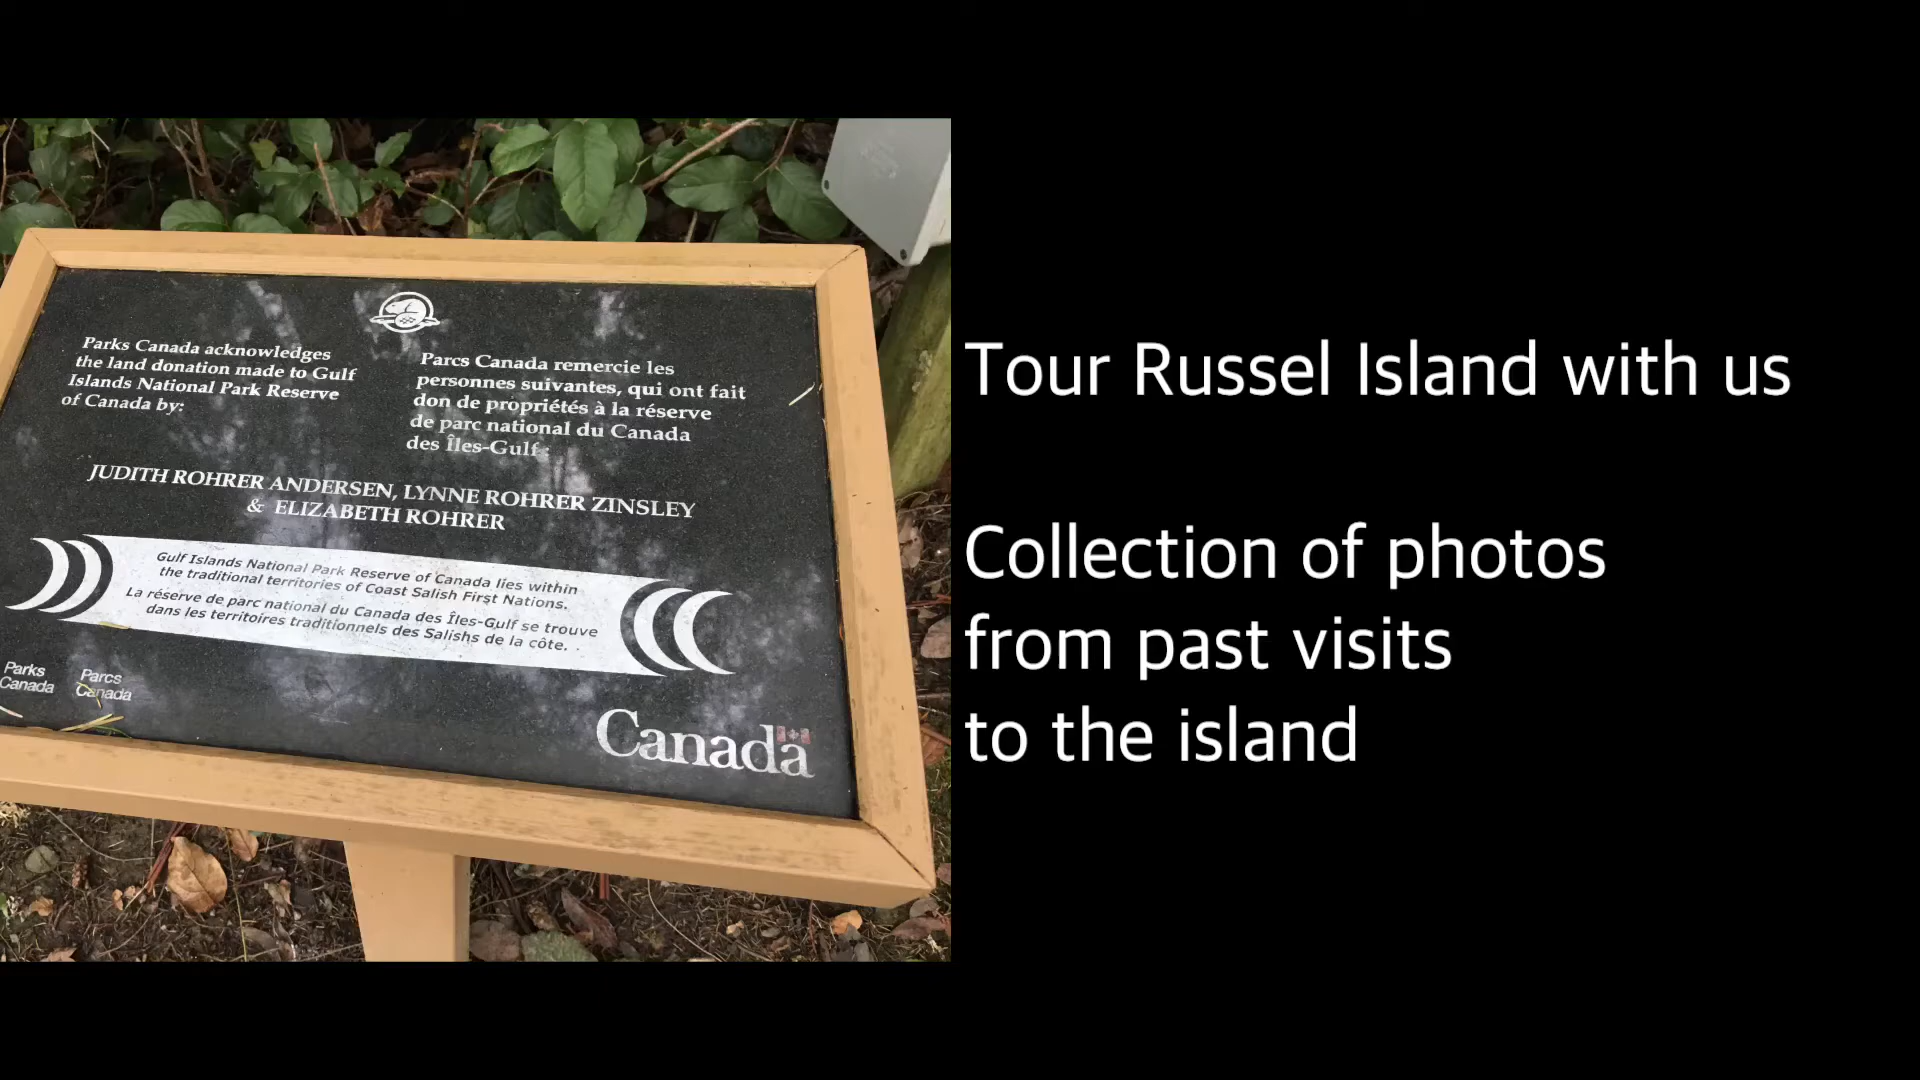 Parks Canada acknowledges
the land donation made to Gulf
Islands National Park Reserve
of Canada by:
Parcs Canada remercie les
personnes suivantes, qui ont fait
don de propriétés à la réserve
de parc national du Canada
des Îles-Gulf :
JUDITH ROHRER ANDERSEN, LYNNE ROHRER ZINSLEY
& ELIZABETH ROHRER
Gulf Islands National Park Reserve of Canada lies within
the traditional territories of Coast Salish First Nations.
La réserve de parc national du Canada des Îles-Gulf se trouve
dans les territoires traditionnels des Salishs de la côte.
Parks
Canada
Parcs
Canada
Canada
Tour Russel Island with us
Collection of photos
from past visits
to the island